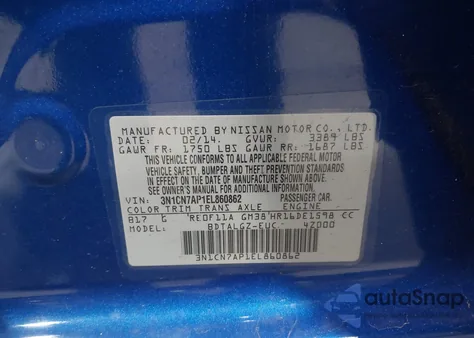 MANUFACTURED BY NISSAN MOTOR CO., LTD.
DATE: 02/14. GVWR: 3389 LBS
GAWR FR: 1750 LBS GAWR RR: 1687 LBS
THIS VEHICLE CONFORMS TO ALL APPLICABLE FEDERAL MOTOR
VEHICLE SAFETY, BUMPER, AND THEFT PREVENTION
STANDARDS IN EFFECT ON THE DATE OF MANUFACTURE
SHOWN ABOVE.
SEE OWNER'S MANUAL FOR ADDITIONAL INFORMATION.
VIN: 3N1CN7AP1EL860862 PASSENGER CAR.
COLOR TRIM TRANS AXLE ENGINE
B17 G RE0F11A GM38 HR16DE1598 CC
MODEL: BDTALGZ-EUC 42000
3N1CN7AP1EL860862
autoSnap